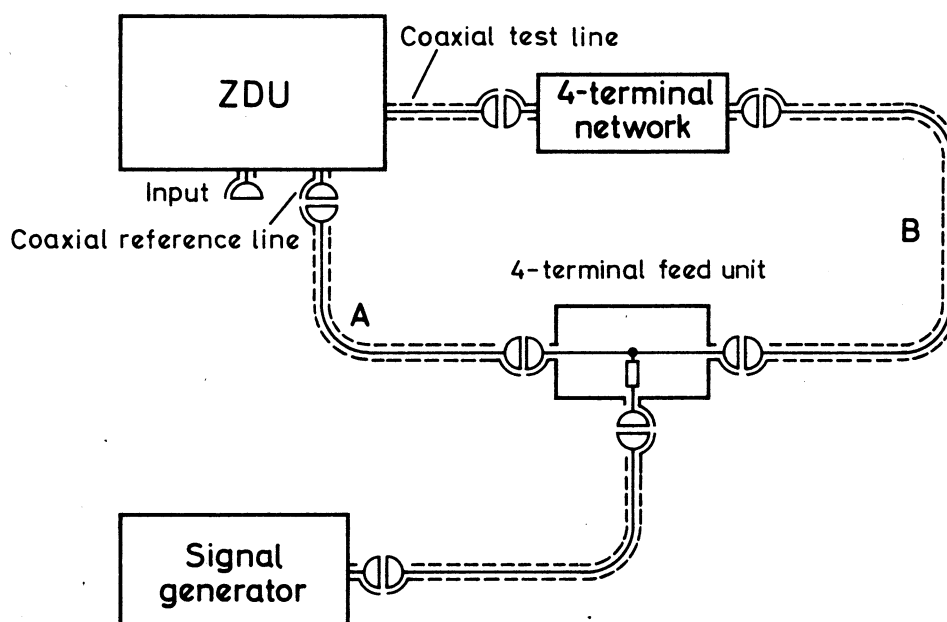 Coaxial test line
ZDU
4-terminal
network
Input
Coaxial reference line
B
4-terminal feed unit
A
Signal
generator